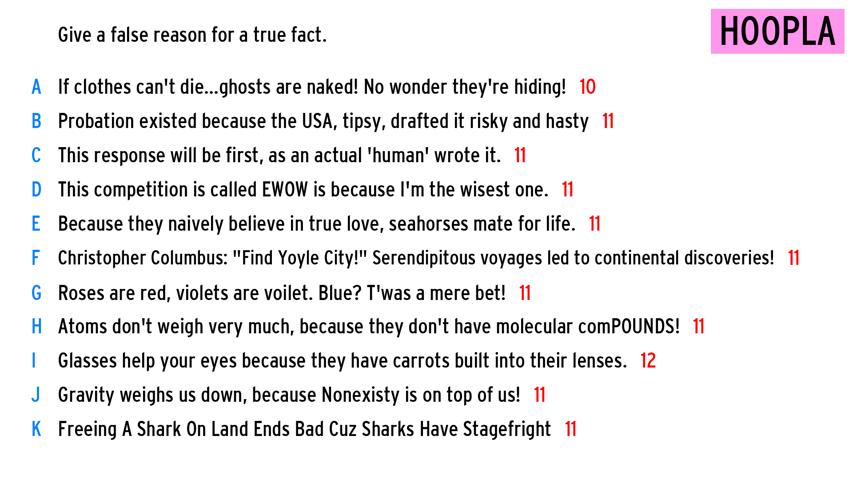 Give a false reason for a true fact.
HOOPLA
A If clothes can't die...ghosts are naked! No wonder they're hiding! 10
B Probation existed because the USA, tipsy, drafted it risky and hasty 11
C This response will be first, as an actual 'human' wrote it. 11
D This competition is called EWOW is because I'm the wisest one. 11
E Because they naively believe in true love, seahorses mate for life. 11
F Christopher Columbus: "Find Yoyle City!" Serendipitous voyages led to continental discoveries! 11
G Roses are red, violets are voilet. Blue? T'was a mere bet! 11
H Atoms don't weigh very much, because they don't have molecular comPOUNDS! 11
I Glasses help your eyes because they have carrots built into their lenses. 12
J Gravity weighs us down, because Nonexisty is on top of us! 11
K Freeing A Shark On Land Ends Bad Cuz Sharks Have Stagefright 11